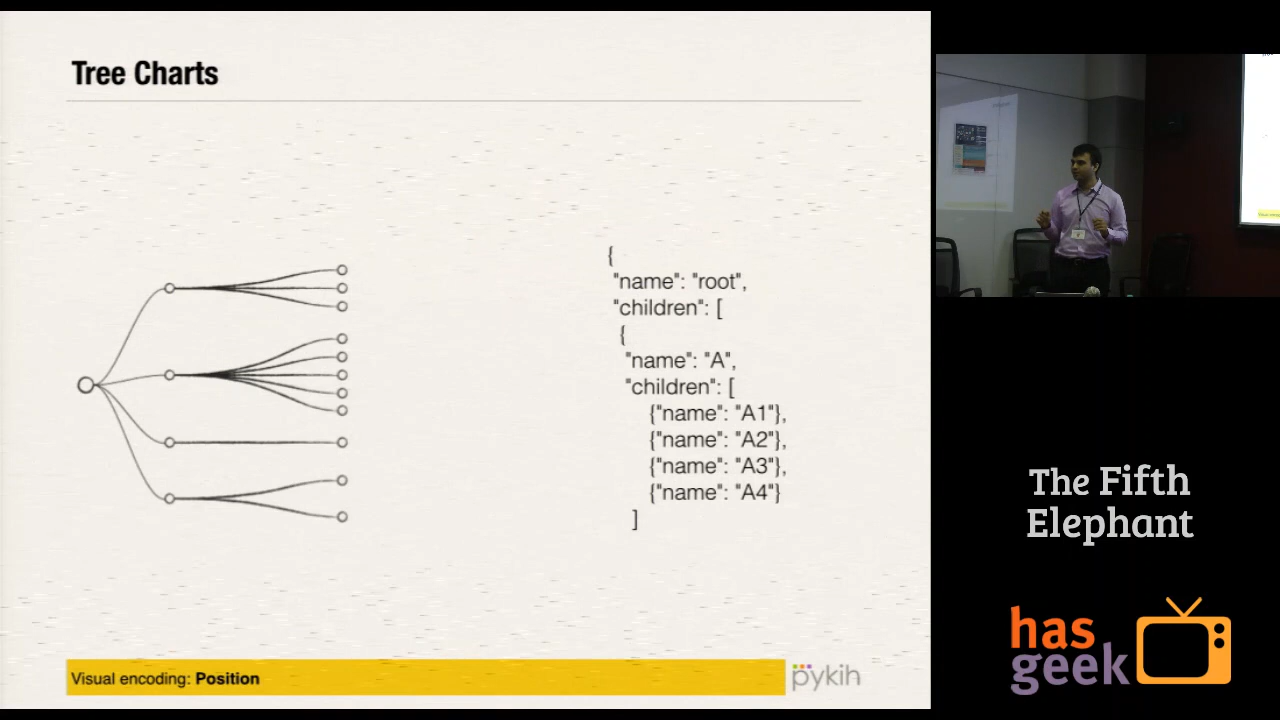 Tree Charts
{
"name": "root",
"children": [
{
"name": "A",
"children": [
{"name": "A1"},
{"name": "A2"},
{"name": "A3"},
{"name": "A4"}
]
Visual encoding: Position
pykih
The Fifth
Elephant
has
geek